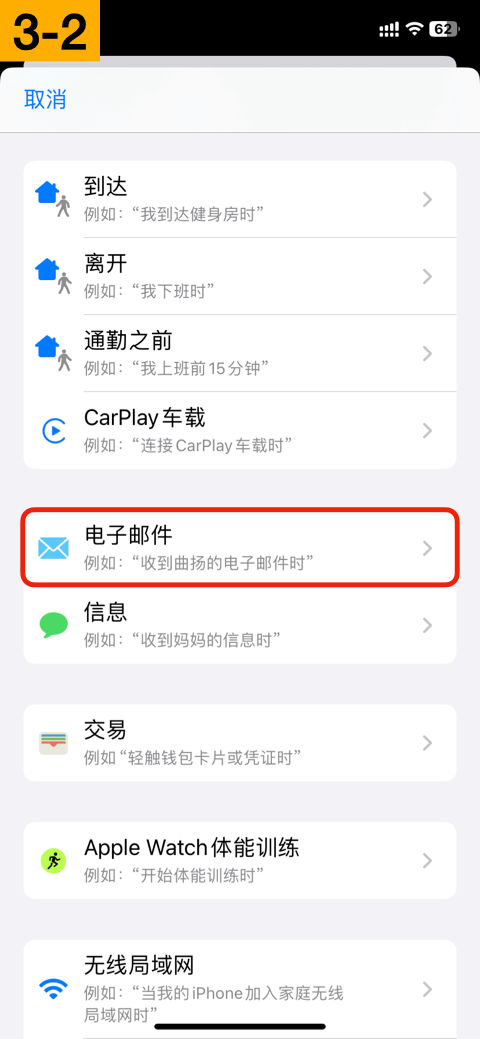 3-2
62
取消
到达
例如：“我到达健身房时”
离开
例如：“我下班时”
通勤之前
例如：“我上班前15分钟”
CarPlay车载
例如：“连接CarPlay车载时”
电子邮件
例如：“收到曲扬的电子邮件时”
信息
例如：“收到妈妈的信息时”
交易
例如“轻触钱包卡片或凭证时”
Apple Watch体能训练
例如：“开始体能训练时”
无线局域网
例如：“当我的iPhone加入家庭无线
局域网时”